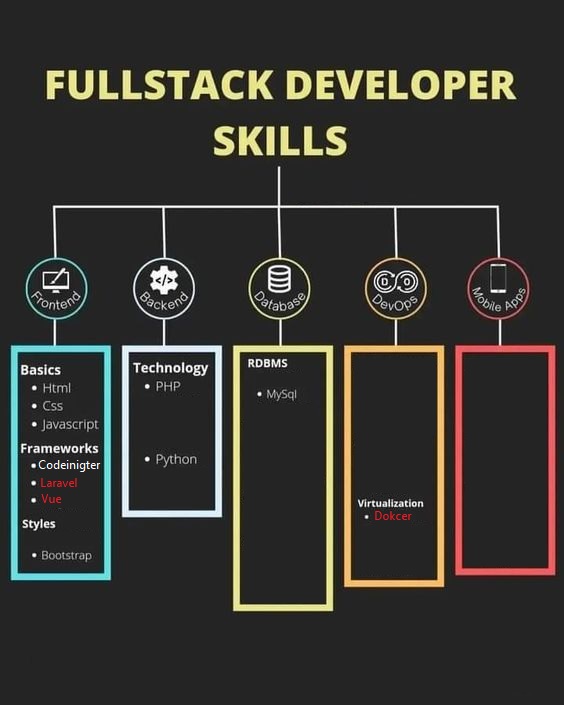 FULLSTACK DEVELOPER
SKILLS
Frontend
Backend
Database
DevOps
Mobile Apps
Basics
• Html
• Css
• Javascript
Frameworks
• Codeinigter
• Laravel
• Vue
Styles
• Bootstrap
Technology
• PHP
• Python
RDBMS
• MySql
Virtualization
• Dokcer